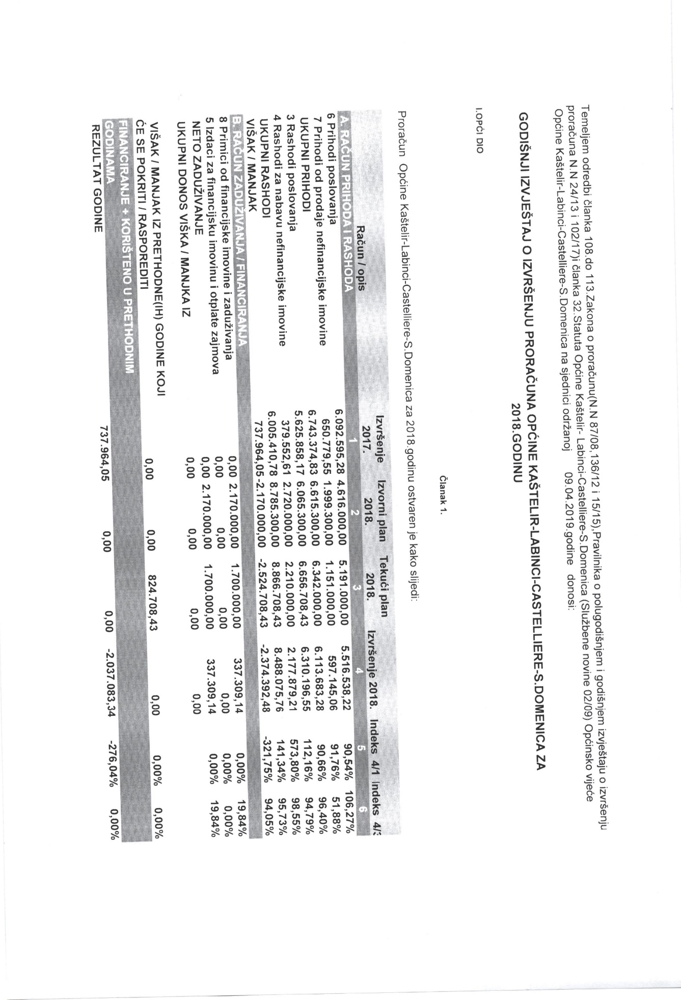 Temeljem odredbi članka 108.do 113.Zakona o proračunu(N.N 87/08,136/12 i 15/15),Pravilnika o polugodišnjem i godišnjem izvještaju o izvršenju
proračuna N.N 24/13 i 102/17)i članka 32.Statuta Općine Kaštelir- Labinci-Castelliere-S.Domenica (Službene novine 02/09) Općinsko vijeće
Općine Kaštelir-Labinci-Castelliere-S.Domenica na sjednici održanoj 09.04.2019.godine donosi:
GODIŠNJI IZVJEŠTAJ O IZVRŠENJU PRORAČUNA OPĆINE KAŠTELIR-LABINCI-CASTELLIERE-S.DOMENICA ZA
2018.GODINU
I.OPĆI DIO
Članak 1.
Proračun Općine Kaštelir-Labinci-Castelliere-S.Domenica za 2018.godinu ostvaren je kako slijedi:
Račun / opis Izvršenje 2017. Izvorni plan 2018. Tekući plan 2018. Izvršenje 2018. Indeks 4/1 Indeks 4/3
A. RAČUN PRIHODA I RASHODA 1 2 3 4 5 6
6 Prihodi poslovanja 6.092.595,28 4.616.000,00 5.191.000,00 5.516.538,22 90,54% 106,27%
7 Prihodi od prodaje nefinancijske imovine 650.779,55 1.999.300,00 1.151.000,00 597.145,06 91,76% 51,88%
UKUPNI PRIHODI 6.743.374,83 6.615.300,00 6.342.000,00 6.113.683,28 90,66% 96,40%
3 Rashodi poslovanja 5.625.858,17 6.065.300,00 6.656.708,43 6.310.196,55 112,16% 94,79%
4 Rashodi za nabavu nefinancijske imovine 379.552,61 2.720.000,00 2.210.000,00 2.177.879,21 573,80% 98,55%
UKUPNI RASHODI 6.005.410,78 8.785.300,00 8.866.708,43 8.488.075,76 141,34% 95,73%
VIŠAK / MANJAK 737.964,05 -2.170.000,00 -2.524.708,43 -2.374.392,48 -321,75% 94,05%
B. RAČUN ZADUŽIVANJA / FINANCIRANJA
8 Primici od financijske imovine i zaduživanja 0,00 2.170.000,00 1.700.000,00 337.309,14 0,00% 19,84%
5 Izdaci za financijsku imovinu i otplate zajmova 0,00 0,00 0,00 0,00 0,00% 0,00%
NETO ZADUŽIVANJE 0,00 2.170.000,00 1.700.000,00 337.309,14 0,00% 19,84%
UKUPNI DONOS VIŠKA / MANJKA IZ 0,00 0,00 0,00 0,00
VIŠAK / MANJAK IZ PRETHODNE(IH) GODINE KOJI
ĆE SE POKRITI / RASPOREDITI 0,00 0,00 824.708,43 0,00 0,00% 0,00%
FINANCIRANJE + KORIŠTENO U PRETHODNIM
GODINAMA
REZULTAT GODINE 737.964,05 0,00 0,00 -2.037.083,34 -276,04% 0,00%